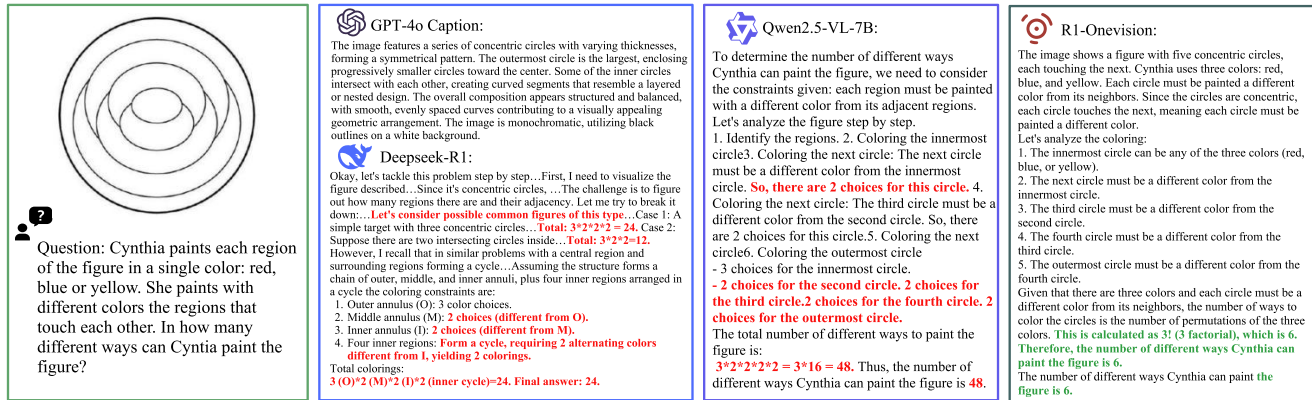 ?
Question: Cynthia paints each region
of the figure in a single color: red,
blue or yellow. She paints with
different colors the regions that
touch each other. In how many
different ways can Cyntia paint the
figure?
GPT-4o Caption:
The image features a series of concentric circles with varying thicknesses,
forming a symmetrical pattern. The outermost circle is the largest, enclosing
progressively smaller circles toward the center. Some of the inner circles
intersect with each other, creating curved segments that resemble a layered
or nested design. The overall composition appears structured and balanced,
with smooth, evenly spaced curves contributing to a visually appealing
geometric arrangement. The image is monochromatic, utilizing black
outlines on a white background.
Deepseek-R1:
Okay, let's tackle this problem step by step…First, I need to visualize the
figure described…Since it's concentric circles, …The challenge is to figure
out how many regions there are and their adjacency. Let me try to break it
down:…Let's consider possible common figures of this type…Case 1: A
simple target with three concentric circles…Total: 3*2*2*2 = 24. Case 2:
Suppose there are two intersecting circles inside…Total: 3*2*2=12.
However, I recall that in similar problems with a central region and
surrounding regions forming a cycle…Assuming the structure forms a
chain of outer, middle, and inner annuli, plus four inner regions arranged in
a cycle the coloring constraints are:
1. Outer annulus (O): 3 color choices.
2. Middle annulus (M): 2 choices (different from O).
3. Inner annulus (I): 2 choices (different from M).
4. Four inner regions: Form a cycle, requiring 2 alternating colors
different from I, yielding 2 colorings.
Total colorings:
3 (O)*2 (M)*2 (I)*2 (inner cycle)=24. Final answer: 24.
Qwen2.5-VL-7B:
To determine the number of different ways
Cynthia can paint the figure, we need to consider
the constraints given: each region must be painted
with a different color from its adjacent regions.
Let's analyze the figure step by step.
1. Identify the regions. 2. Coloring the innermost
circle3. Coloring the next circle: The next circle
must be a different color from the innermost
circle. So, there are 2 choices for this circle. 4.
Coloring the next circle: The third circle must be a
different color from the second circle. So, there
are 2 choices for this circle.5. Coloring the next
circle6. Coloring the outermost circle
- 3 choices for the innermost circle.
- 2 choices for the second circle. 2 choices for
the third circle.2 choices for the fourth circle. 2
choices for the outermost circle.
The total number of different ways to paint the
figure is:
3*2*2*2*2 = 3*16 = 48. Thus, the number of
different ways Cynthia can paint the figure is 48.
R1-Onevision:
The image shows a figure with five concentric circles,
each touching the next. Cynthia uses three colors: red,
blue, and yellow. Each circle must be painted a different
color from its neighbors. Since the circles are concentric,
each circle touches the next, meaning each circle must be
painted a different color.
Let's analyze the coloring:
1. The innermost circle can be any of the three colors (red,
blue, or yellow).
2. The next circle must be a different color from the
innermost circle.
3. The third circle must be a different color from the
second circle.
4. The fourth circle must be a different color from the
third circle.
5. The outermost circle must be a different color from the
fourth circle.
Given that there are three colors and each circle must be a
different color from its neighbors, the number of ways to
color the circles is the number of permutations of the three
colors. This is calculated as 3! (3 factorial), which is 6.
Therefore, the number of different ways Cynthia can
paint the figure is 6.
The number of different ways Cynthia can paint the
figure is 6.